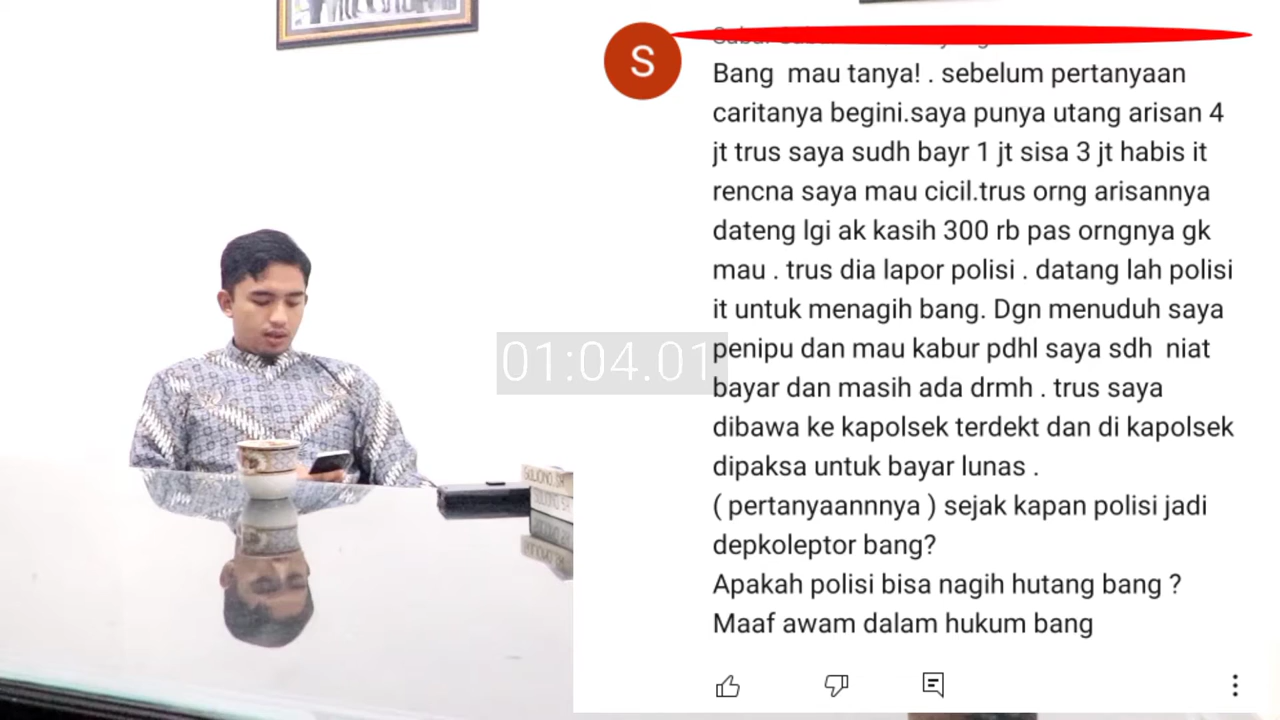 S
Bang mau tanya! . sebelum pertanyaan
caritanya begini.saya punya utang arisan 4
jt trus saya sudh bayr 1 jt sisa 3 jt habis it
rencna saya mau cicil.trus orng arisannya
dateng lgi ak kasih 300 rb pas orngnya gk
mau . trus dia lapor polisi . datang lah polisi
it untuk menagih bang. Dgn menuduh saya
penipu dan mau kabur pdhl saya sdh niat
bayar dan masih ada drmh . trus saya
dibawa ke kapolsek terdekt dan di kapolsek
dipaksa untuk bayar lunas .
( pertanyaannnya ) sejak kapan polisi jadi
depkoleptor bang?
Apakah polisi bisa nagih hutang bang ?
Maaf awam dalam hukum bang
01:04.01